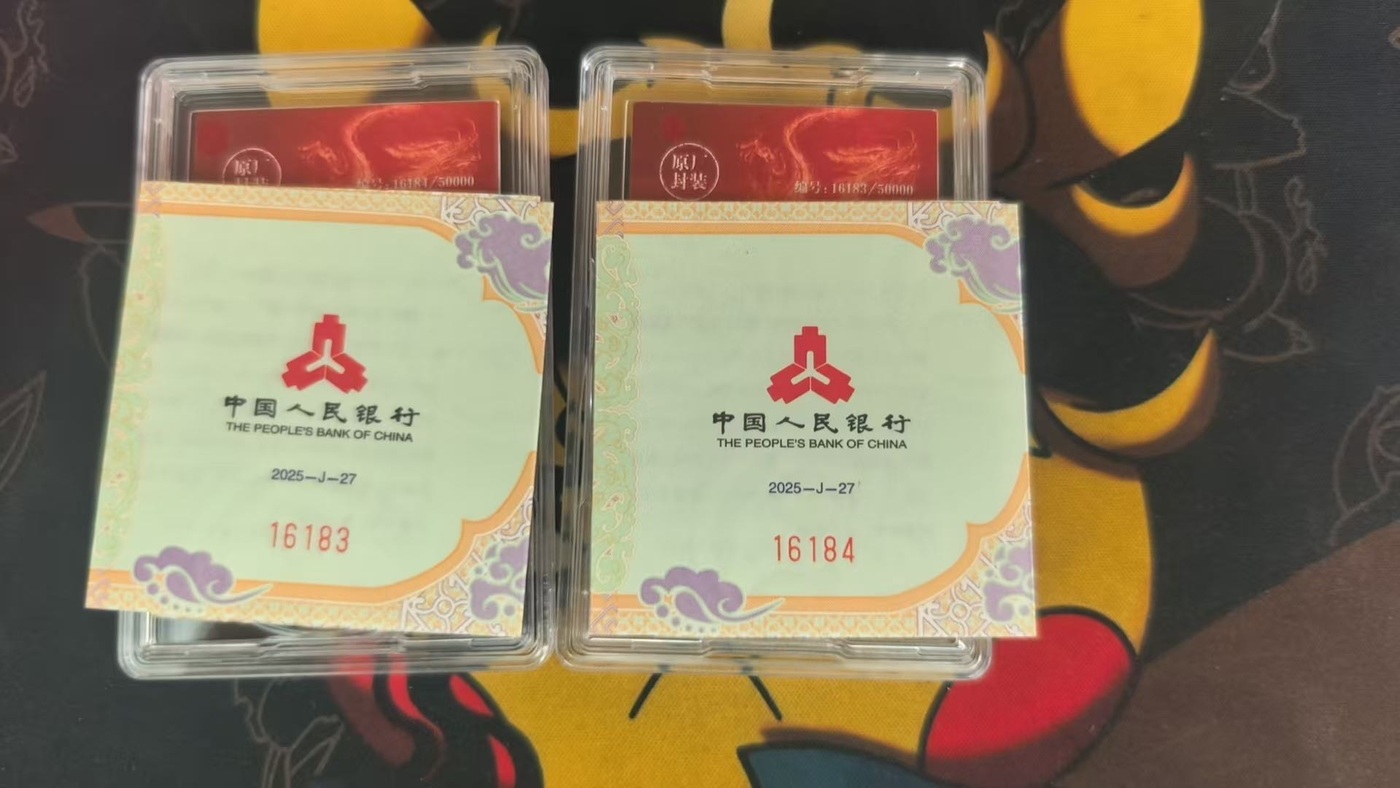 原厂
封装
编号:16184/50000
中国人民银行
THE PEOPLE'S BANK OF CHINA
2025—J—27
16183
原厂
封装
编号:16183/50000
中国人民银行
THE PEOPLE'S BANK OF CHINA
2025—J—27
16184